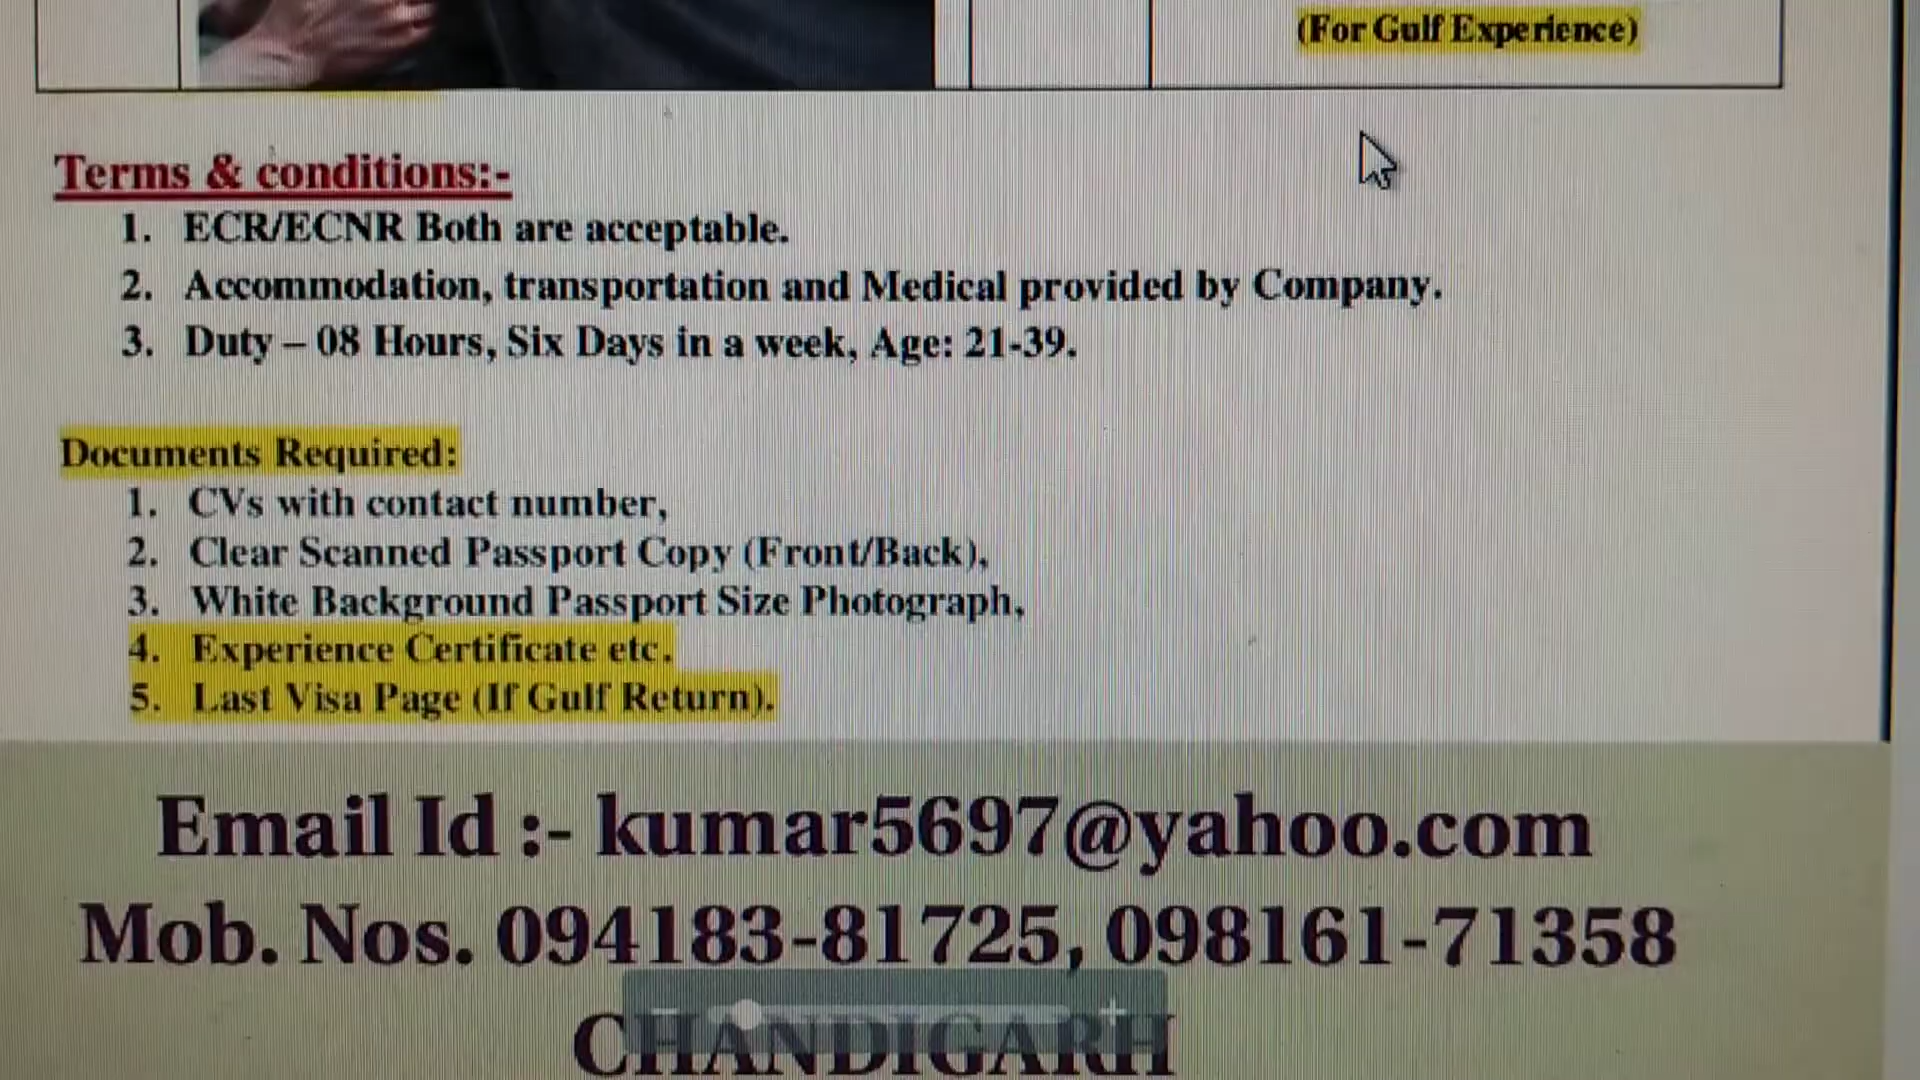 (For Gulf Experience)
Terms & conditions:-
1. ECR/ECNR Both are acceptable.
2. Accommodation, transportation and Medical provided by Company.
3. Duty – 08 Hours, Six Days in a week, Age: 21-39.
Documents Required:
1. CVs with contact number,
2. Clear Scanned Passport Copy (Front/Back),
3. White Background Passport Size Photograph,
4. Experience Certificate etc.
5. Last Visa Page (If Gulf Return).
Email Id :- kumar5697@yahoo.com
Mob. Nos. 094183-81725, 098161-71358
CHANDIGARH